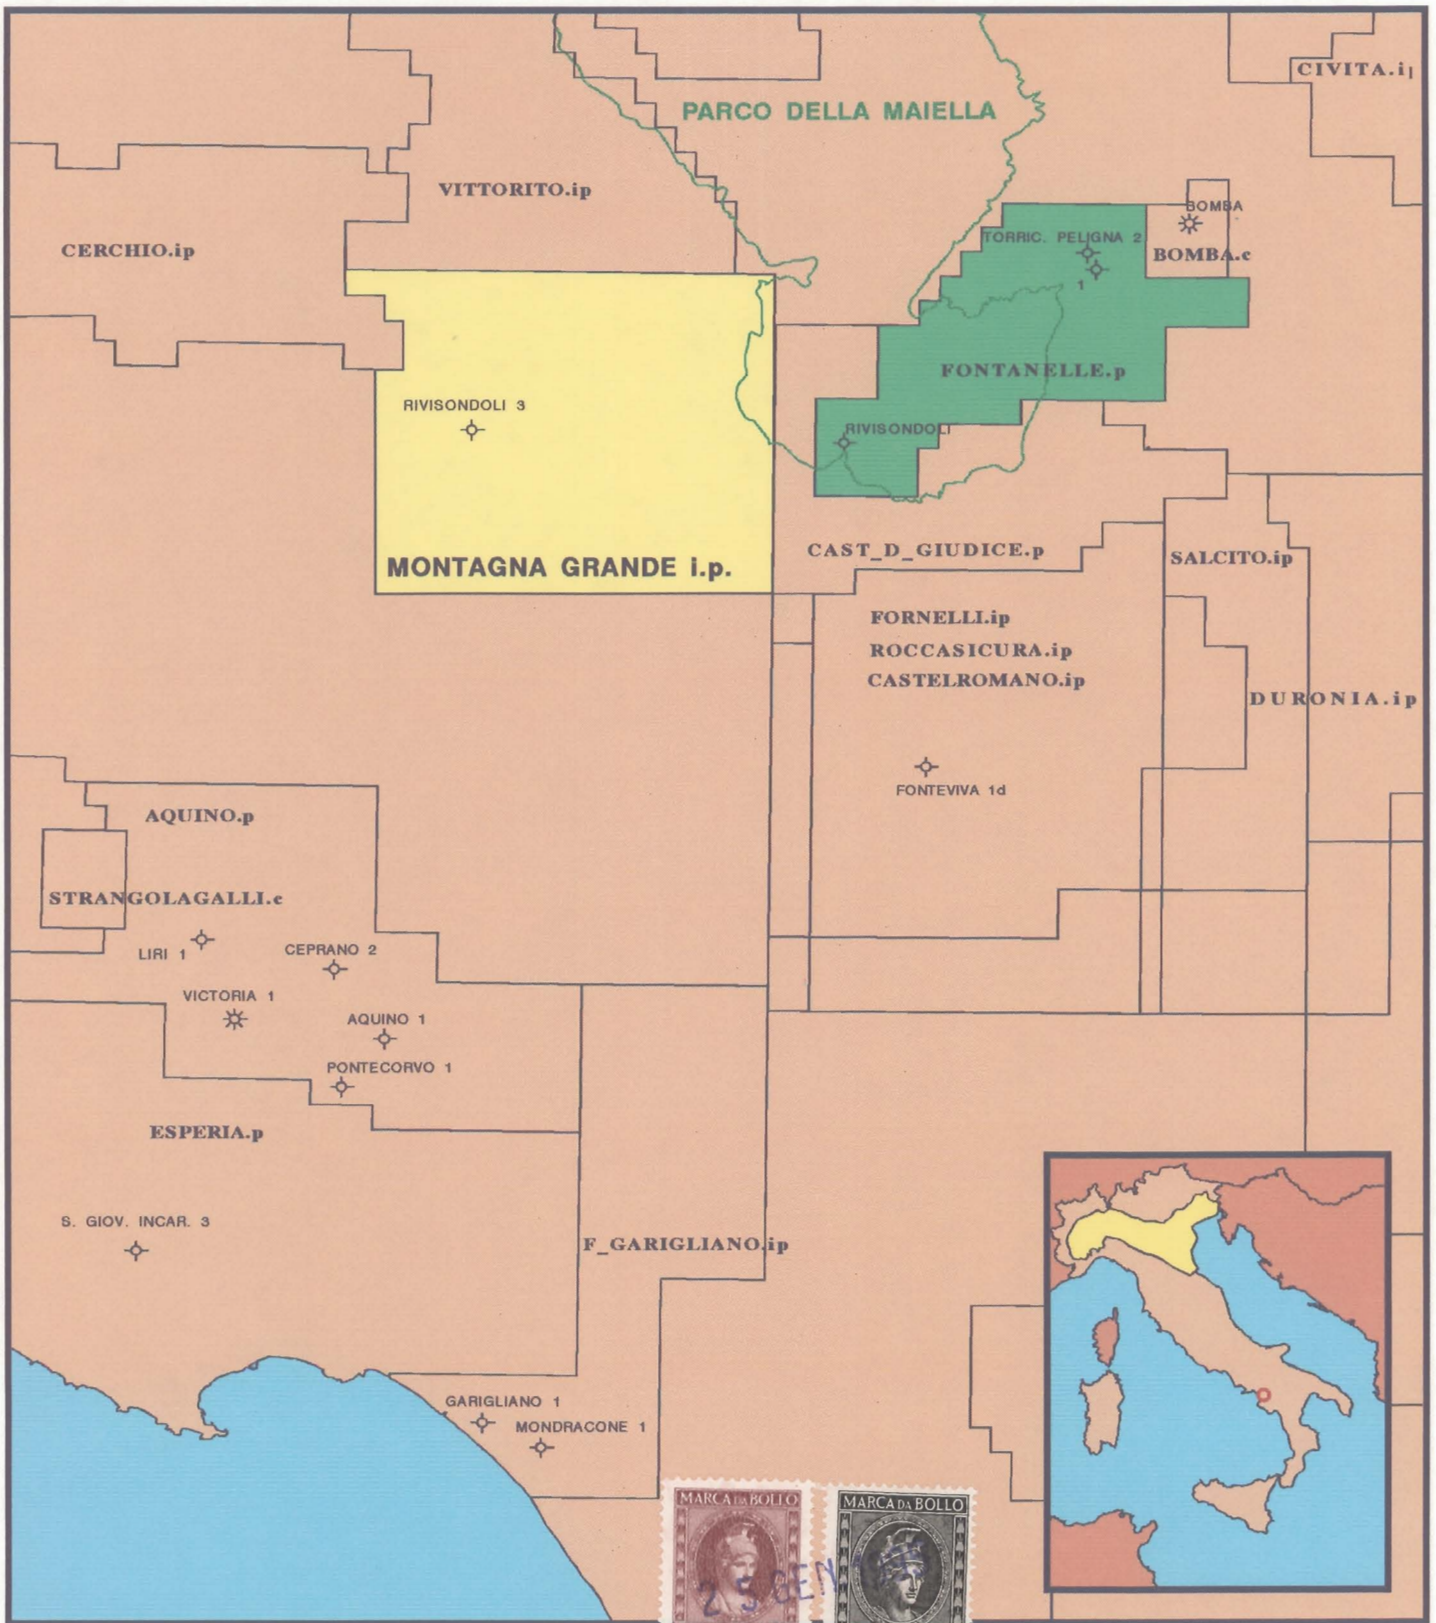 CIVITA.i
PARCO DELLA MAIELLA
VITTORITO.ip
BOMBA
CERCHIO.ip
TORRIC. PELIGNA 2
BOMBA.c
1
FONTANELLE.p
RIVISONDOLI 3
RIVISONDOLI
CAST_D_GIUDICE.p
SALCITO.ip
MONTAGNA GRANDE i.p.
FORNELLI.ip
ROCCASICURA.ip
CASTELROMANO.ip
DURONIA.ip
FONTEVIVA 1d
AQUINO.p
STRANGOLAGALLI.c
LIRI 1
CEPRANO 2
VICTORIA 1
AQUINO 1
PONTECORVO 1
ESPERIA.p
S. GIOV. INCAR. 3
F_GARIGLIANO.ip
GARIGLIANO 1
MONDRACONE 1
MARCA DA BOLLO
MARCA DA BOLLO
25 GEN